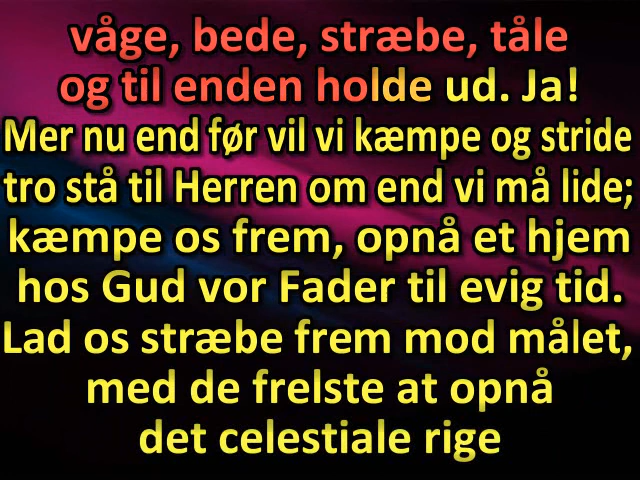 våge, bede, stræbe, tåle
og til enden holde ud. Ja!
Mer nu end før vil vi kæmpe og stride
tro stå til Herren om end vi må lide;
kæmpe os frem, opnå et hjem
hos Gud vor Fader til evig tid.
Lad os stræbe frem mod målet,
med de frelste at opnå
det celestiale rige